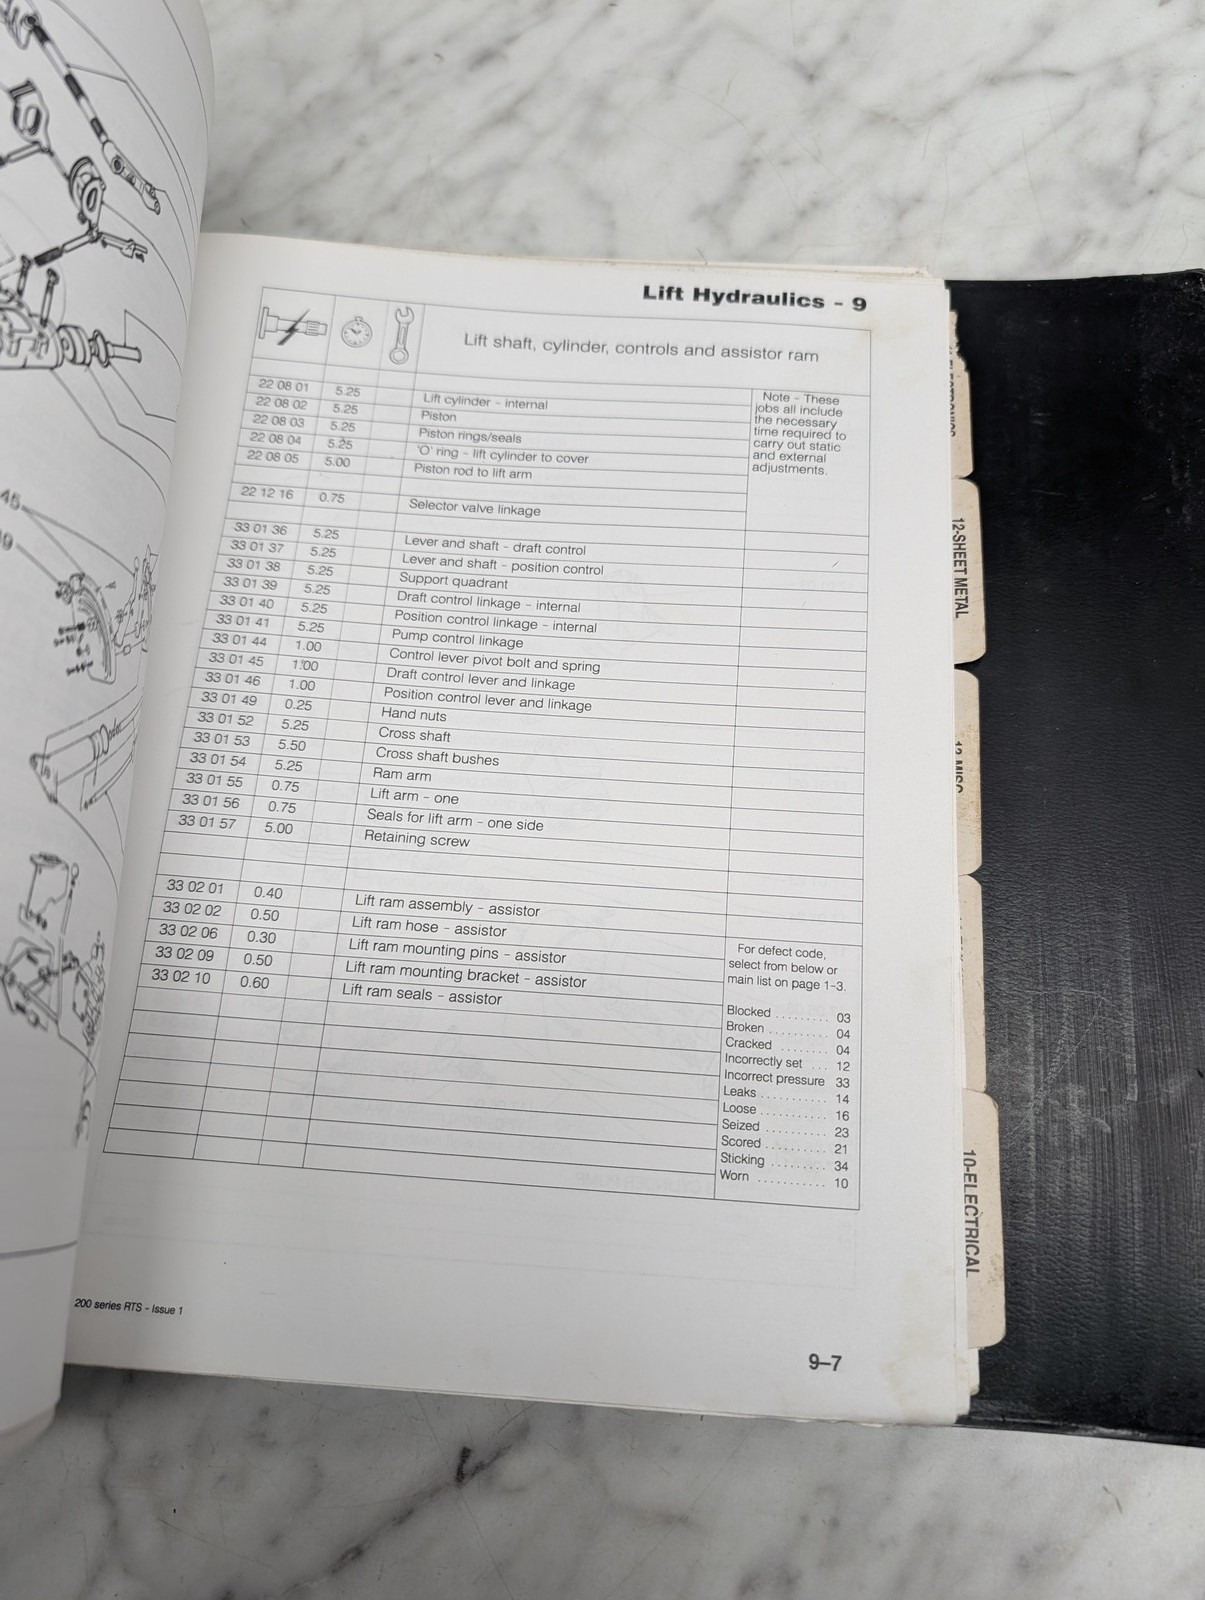 45
Lift Hydraulics - 9
Lift shaft, cylinder, controls and assistor ram
22 08 01 5.25 Lift cylinder - internal
22 08 02 5.25 Piston
22 08 03 5.25 Piston rings/seals
22 08 04 5.25 'O' ring - lift cylinder to cover
22 08 05 5.00 Piston rod to lift arm
22 12 16 0.75 Selector valve linkage
33 01 36 5.25 Lever and shaft - draft control
33 01 37 5.25 Lever and shaft - position control
33 01 38 5.25 Support quadrant
33 01 39 5.25 Draft control linkage - internal
33 01 40 5.25 Position control linkage - internal
33 01 41 5.25 Pump control linkage
33 01 44 1.00 Control lever pivot bolt and spring
33 01 45 1.00 Draft control lever and linkage
33 01 46 1.00 Position control lever and linkage
33 01 49 0.25 Hand nuts
33 01 52 5.25 Cross shaft
33 01 53 5.50 Cross shaft bushes
33 01 54 5.25 Ram arm
33 01 55 0.75 Lift arm - one
33 01 56 0.75 Seals for lift arm - one side
33 01 57 5.00 Retaining screw
33 02 01 0.40 Lift ram assembly - assistor
33 02 02 0.50 Lift ram hose - assistor
33 02 06 0.30 Lift ram mounting pins - assistor
33 02 09 0.50 Lift ram mounting bracket - assistor
33 02 10 0.60 Lift ram seals - assistor
Note - These
jobs all include
the necessary
time required to
carry out static
and external
adjustments.
For defect code,
select from below or
main list on page 1-3.
Blocked ......... 03
Broken .......... 04
Cracked ........ 04
Incorrectly set ... 12
Incorrect pressure 33
Leaks ........... 14
Loose ........... 16
Seized .......... 23
Scored .......... 21
Sticking ......... 34
Worn ........... 10
200 series RTS - Issue 1
9–7
12-SHEET METAL
10-ELECTRICAL